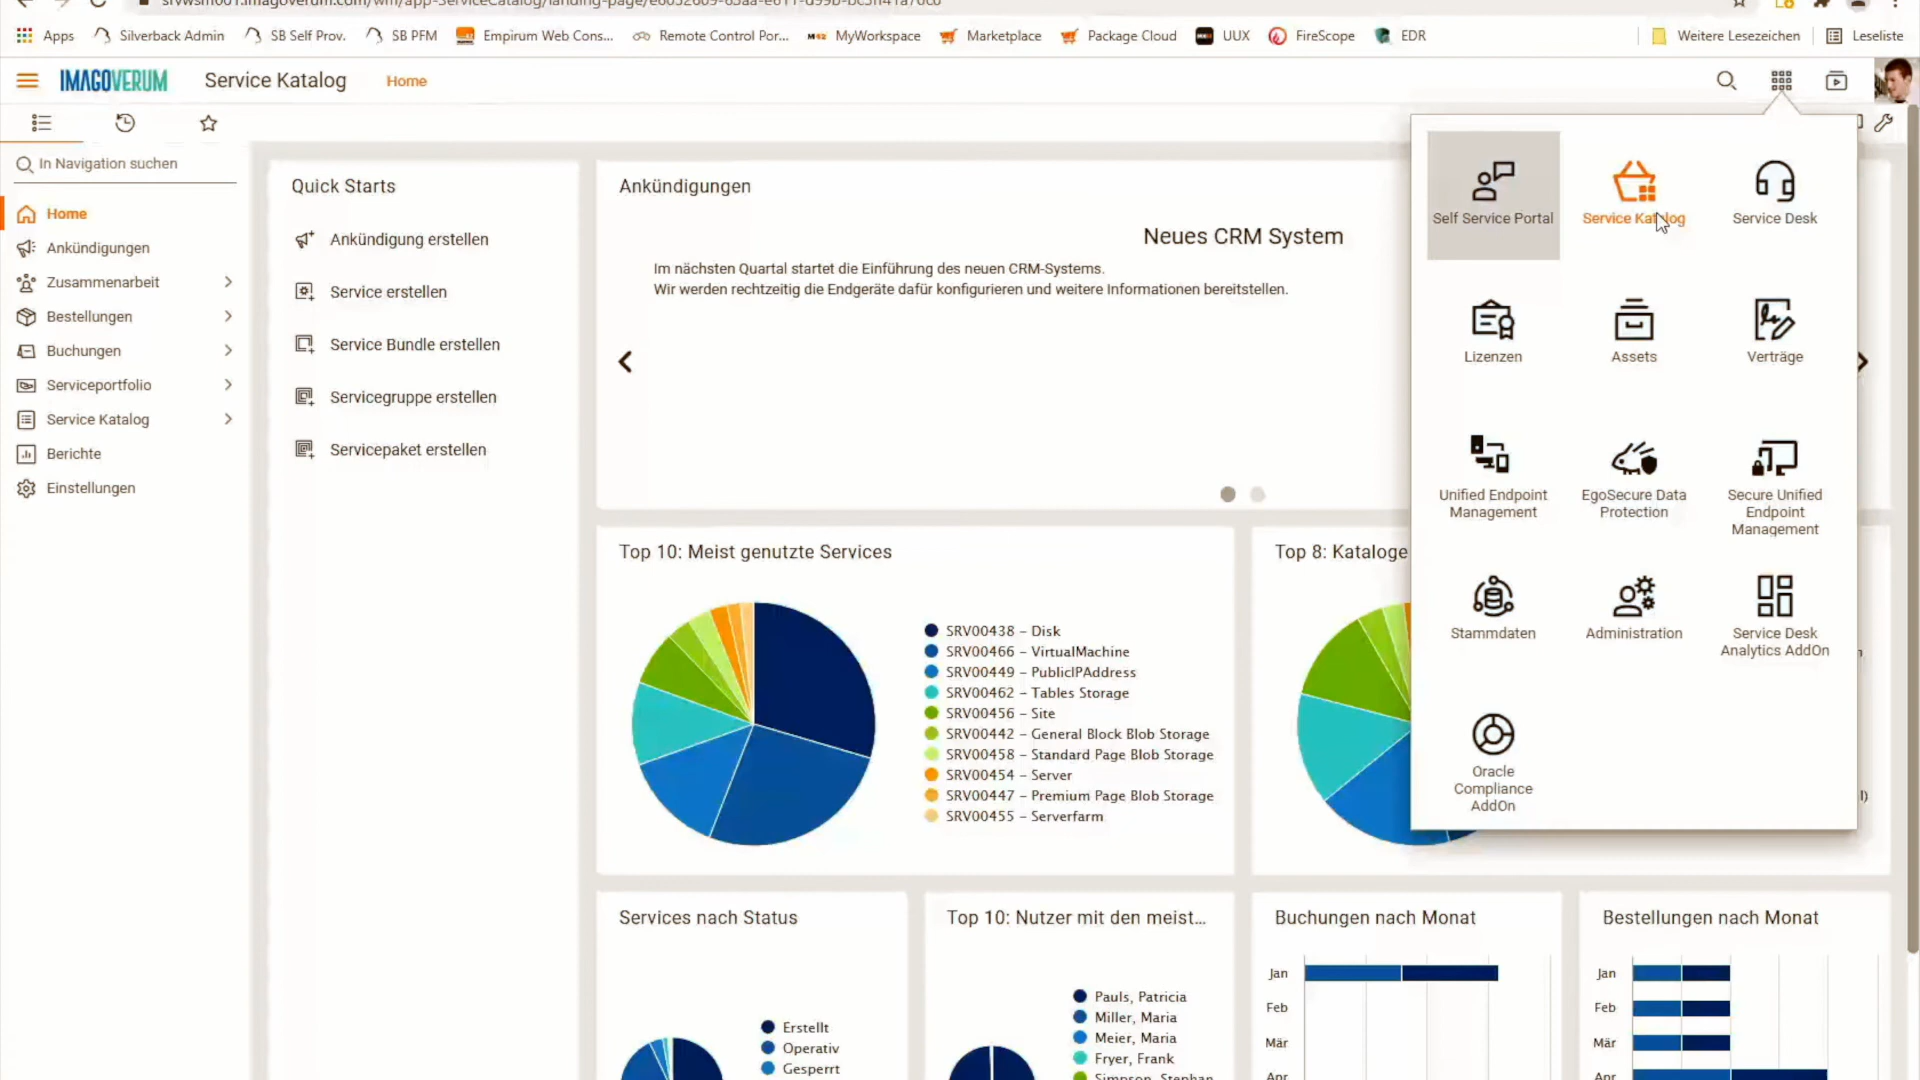 Apps
Silverback Admin
SB Self Prov.
SB PFM
Empirum Web Cons...
Remote Control Por...
MyWorkspace
Marketplace
Package Cloud
UUX
FireScope
EDR
Weitere Lesezeichen
Leseliste
IMAGOVERUM
Service Katalog
Home
In Navigation suchen
Home
Ankündigungen
Zusammenarbeit
Bestellungen
Buchungen
Serviceportfolio
Service Katalog
Berichte
Einstellungen
Quick Starts
Ankündigung erstellen
Service erstellen
Service Bundle erstellen
Servicegruppe erstellen
Servicepaket erstellen
Ankündigungen
Neues CRM System
Im nächsten Quartal startet die Einführung des neuen CRM-Systems.
Wir werden rechtzeitig die Endgeräte dafür konfigurieren und weitere Informationen bereitstellen.
Self Service Portal
Service Katalog
Service Desk
Lizenzen
Assets
Verträge
Unified Endpoint
Management
EgoSecure Data
Protection
Secure Unified
Endpoint
Management
Stammdaten
Administration
Service Desk
Analytics AddOn
Oracle
Compliance
AddOn
Top 10: Meist genutzte Services
SRV00438 – Disk
SRV00466 – VirtualMachine
SRV00449 – PublicIPAddress
SRV00462 – Tables Storage
SRV00456 – Site
SRV00442 – General Block Blob Storage
SRV00458 – Standard Page Blob Storage
SRV00454 – Server
SRV00447 – Premium Page Blob Storage
SRV00455 – Serverfarm
Top 8: Kataloge
Services nach Status
Erstellt
Operativ
Gesperrt
Top 10: Nutzer mit den meist...
Pauls, Patricia
Miller, Maria
Meier, Maria
Fryer, Frank
Simpson, Stephan
Buchungen nach Monat
Jan
Feb
Mär
Apr
Bestellungen nach Monat
Jan
Feb
Mär
Apr